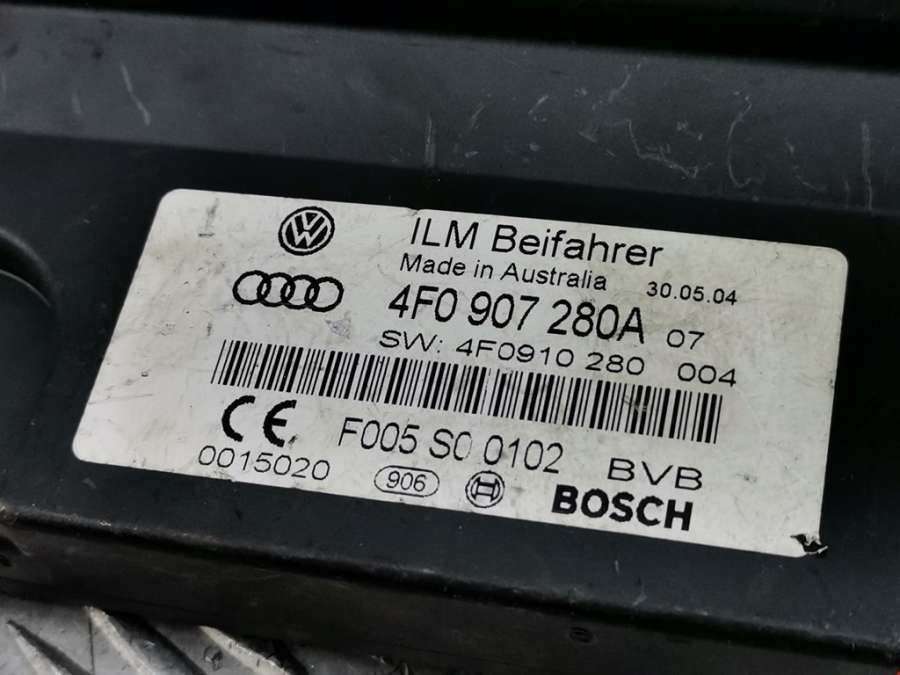 ILM Beifahrer
Made in Australia 30.05.04
4F0 907 280A 07
SW: 4F0910 280 004
CE F005 S0 0102 BVB
0015020 906 BOSCH